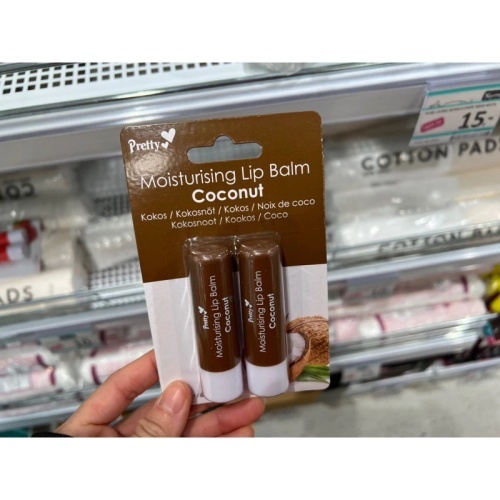 Pretty
Moisturising Lip Balm
Coconut
Kokos / Kokosnöt / Kokos / Noix de coco
Kokosnoot / Kookos / Coco
Pretty
Moisturising Lip Balm
Coconut
Pretty
Moisturising Lip Balm
Coconut
15.-
COTTON
PADS
COTTON PADS
PADS